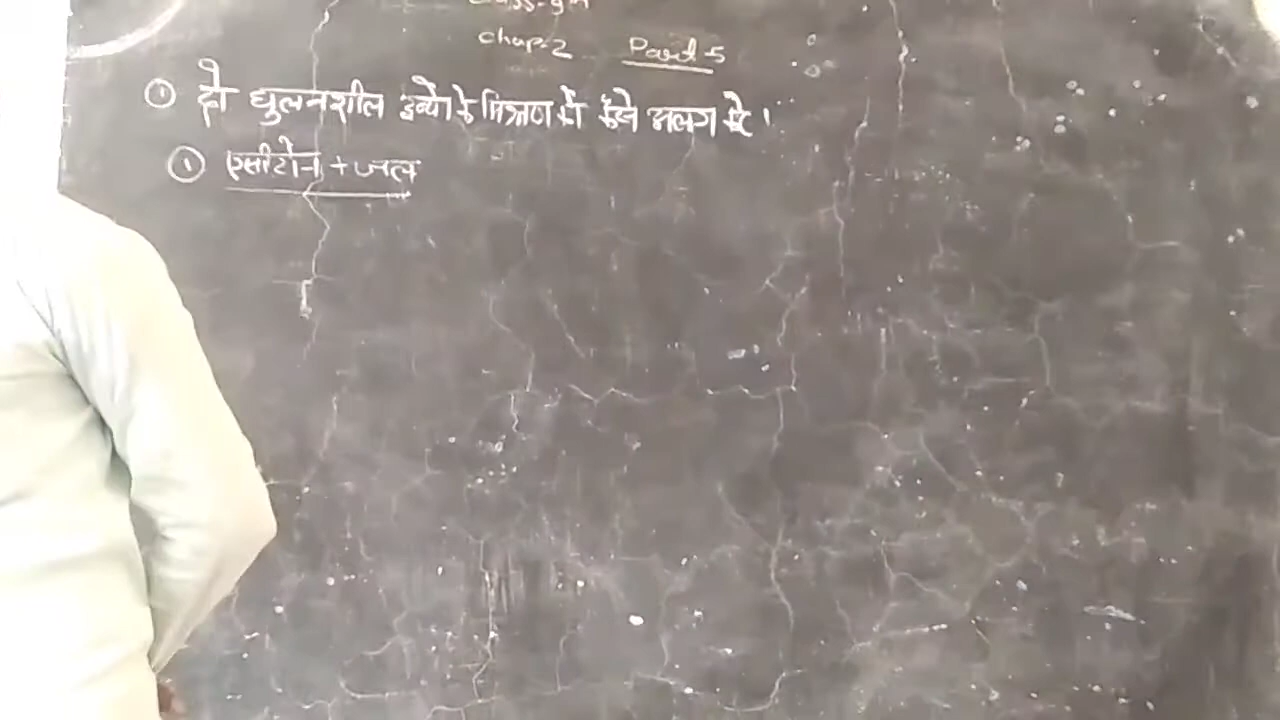 class-9th
chap-2 Part 5
① दो घुलनशील द्रव्यो के मिश्रण को कैसे अलग करे ।
① एसीटोन + जल